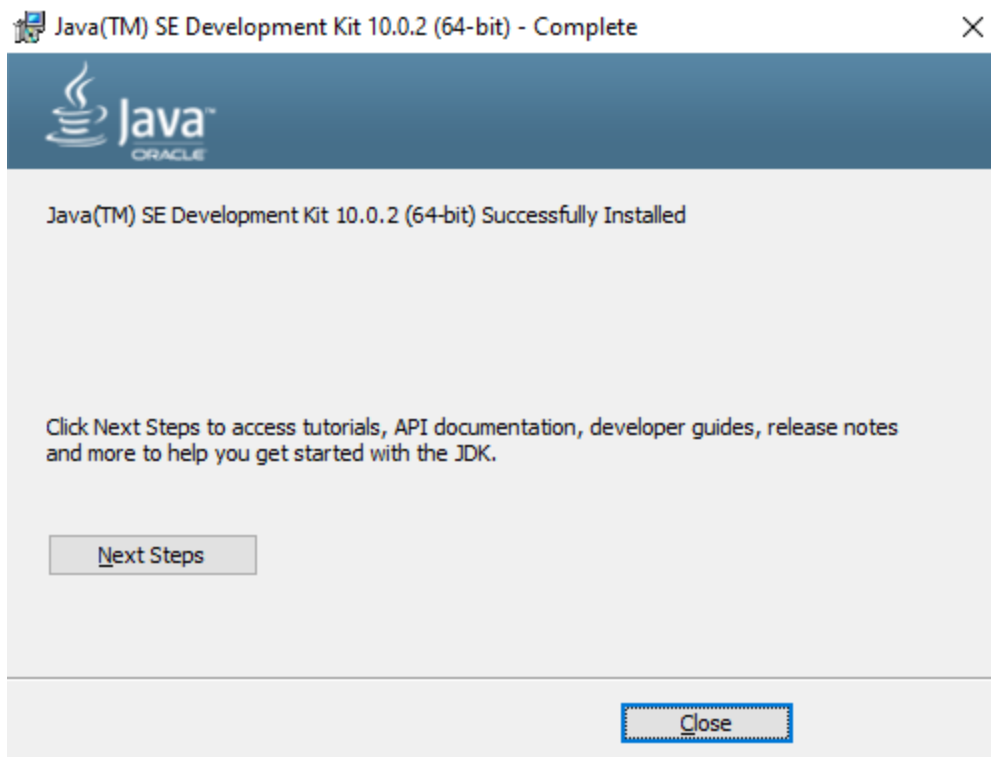 Java(TM) SE Development Kit 10.0.2 (64-bit) - Complete
Java™
ORACLE
Java(TM) SE Development Kit 10.0.2 (64-bit) Successfully Installed
Click Next Steps to access tutorials, API documentation, developer guides, release notes
and more to help you get started with the JDK.
Next Steps
Close